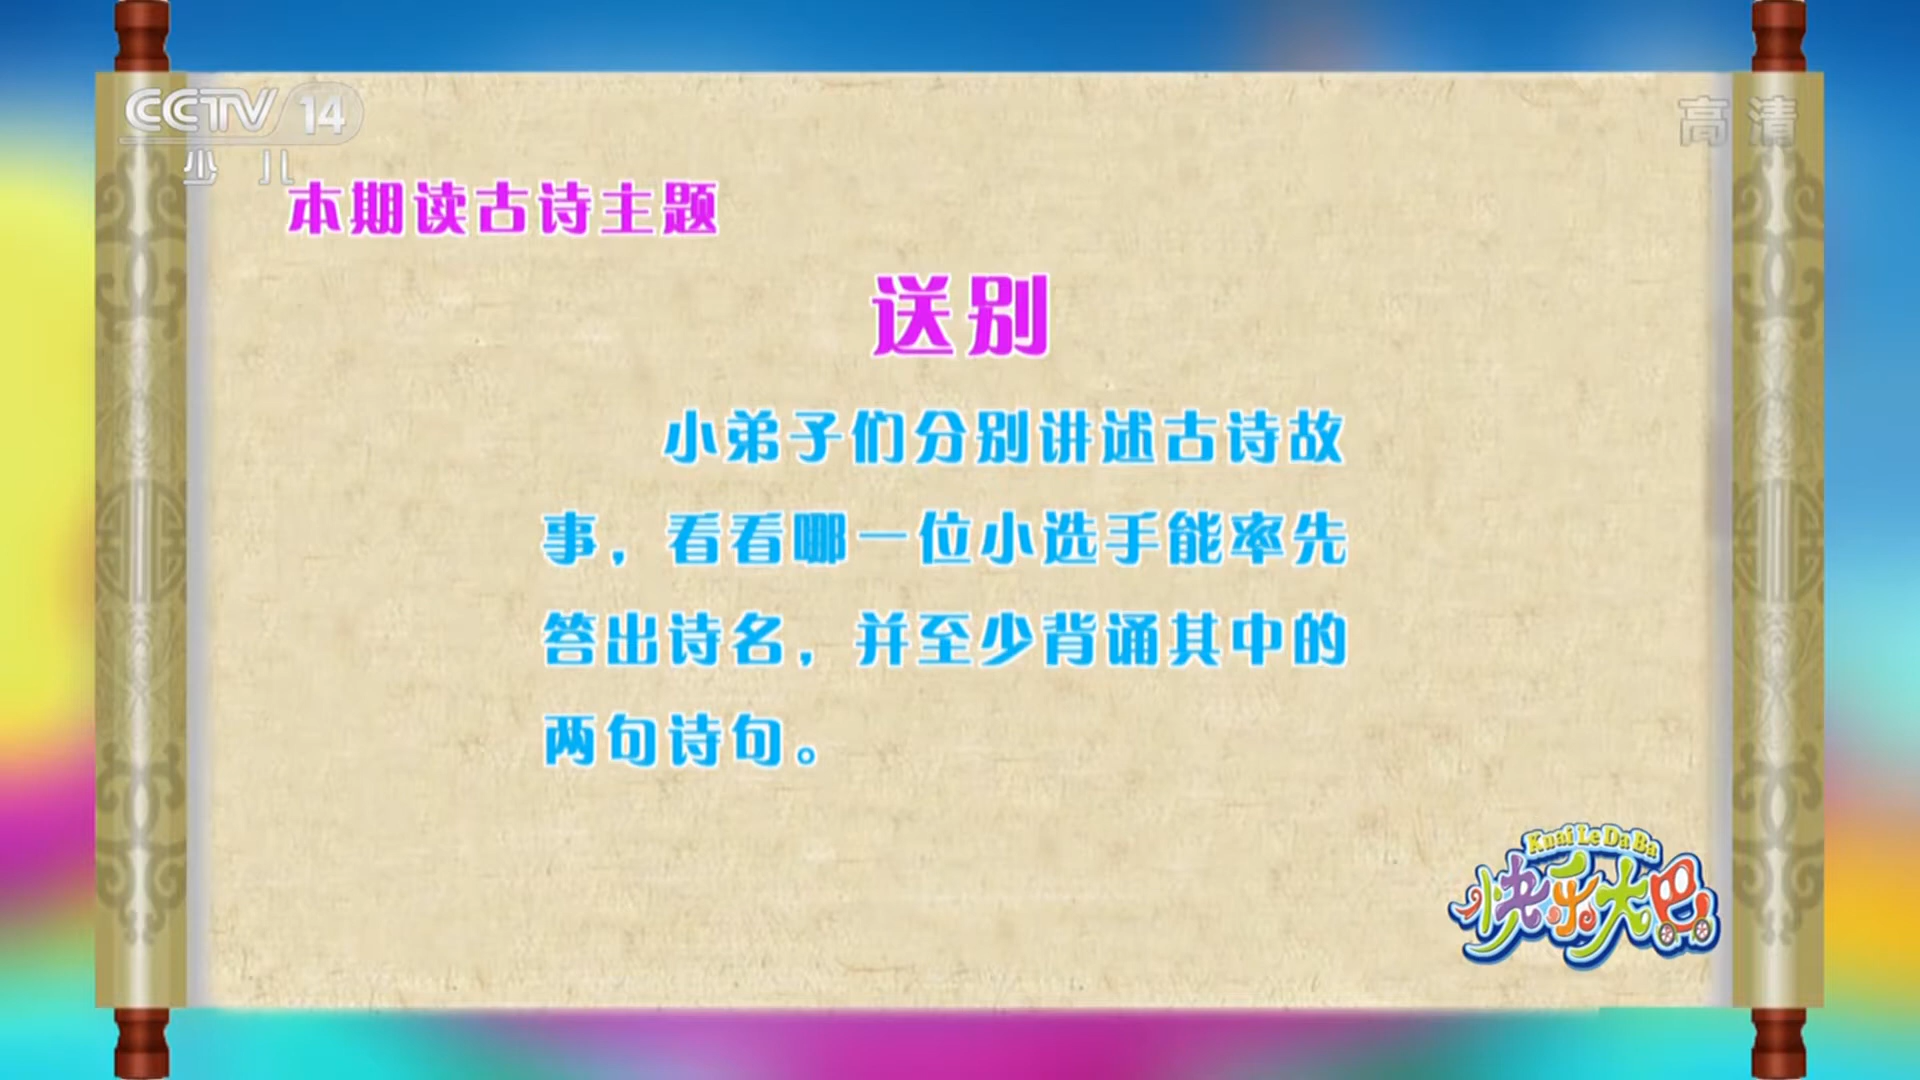 CCTV 14
少儿
高清
本期读古诗主题
送别
小弟子们分别讲述古诗故
事，看看哪一位小选手能率先
答出诗名，并至少背诵其中的
两句诗句。
Kuai Le Da Ba
快乐大巴